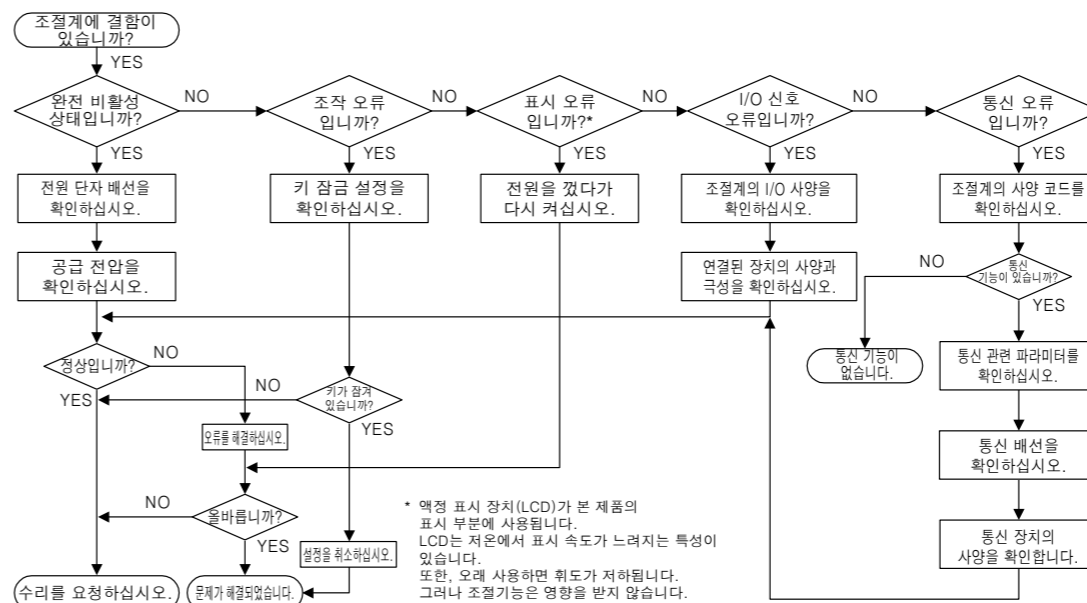 조절계에 결함이
있습니까?
YES
완전 비활성
상태입니까?
NO
조작 오류
입니까?
NO
표시 오류
입니까?*
NO
I/O 신호
오류입니까?
NO
통신 오류
입니까?
YES
YES
YES
YES
YES
전원 단자 배선을
확인하십시오.
키 잠금 설정을
확인하십시오.
전원을 껐다가
다시 켜십시오.
조절계의 I/O 사양을
확인하십시오.
조절계의 사양 코드를
확인하십시오.
공급 전압을
확인하십시오.
연결된 장치의 사양과
극성을 확인하십시오.
NO
통신
기능이 있습니까?
YES
정상입니까?
NO
YES
NO
키가 잠겨
있습니까?
YES
통신 기능이
없습니다.
통신 관련 파라미터를
확인하십시오.
오류를 해결하십시오.
통신 배선을
확인하십시오.
NO
올바릅니까?
YES
설정을 취소하십시오.
통신 장치의
사양을 확인합니다.
수리를 요청하십시오.
문제가 해결되었습니다.
* 액정 표시 장치(LCD)가 본 제품의
표시 부분에 사용됩니다.
LCD는 저온에서 표시 속도가 느려지는 특성이
있습니다.
또한, 오래 사용하면 휘도가 저하됩니다.
그러나 조절기능은 영향을 받지 않습니다.